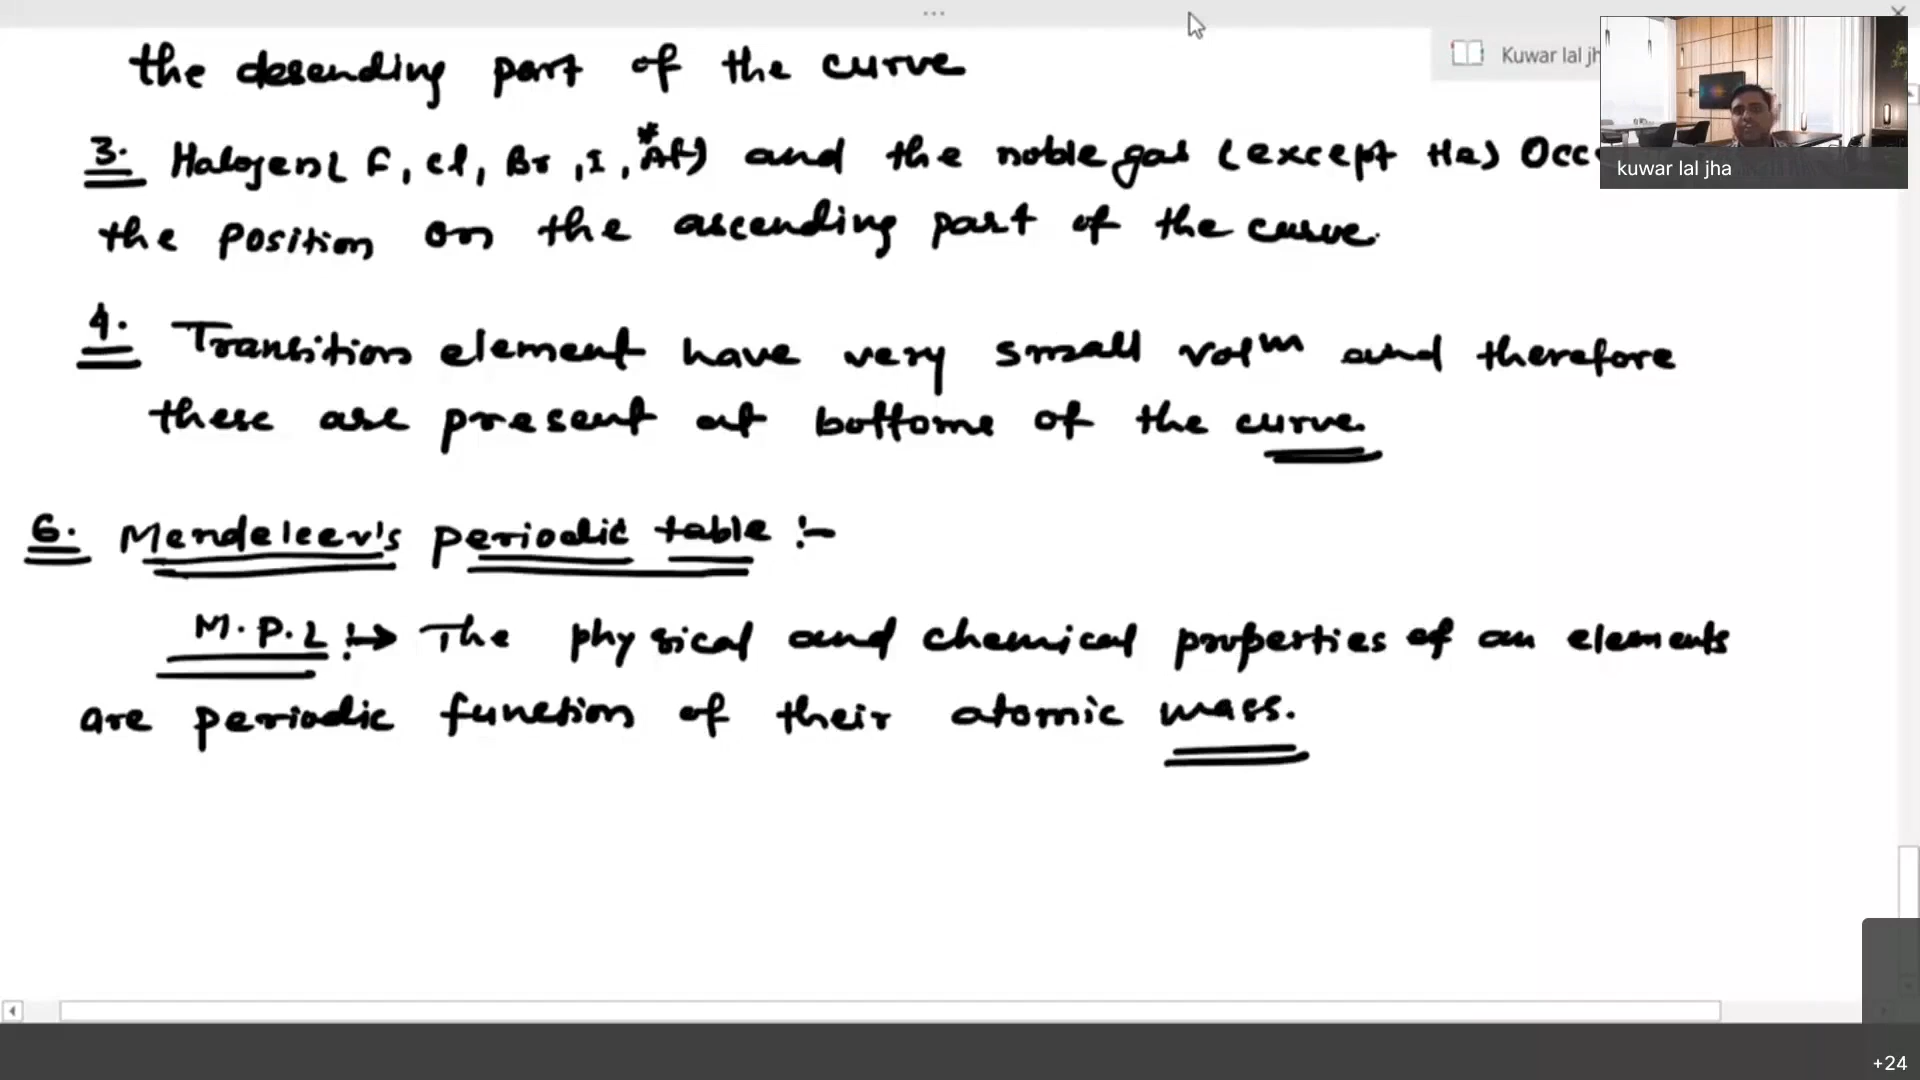 the desending part of the curve
Kuwar lal jh
3. Halogens ( F, Cl, Br, I, *At) and the noble gas (except He) Occ
kuwar lal jha
the position on the ascending part of the curve.
4. Transition element have very small volm and therefore
these are present at bottome of the curve.
6. Mendeleev's periodic table :-
M.P.L :→ The physical and chemical properties of an elements
are periodic function of their atomic mass.
+24